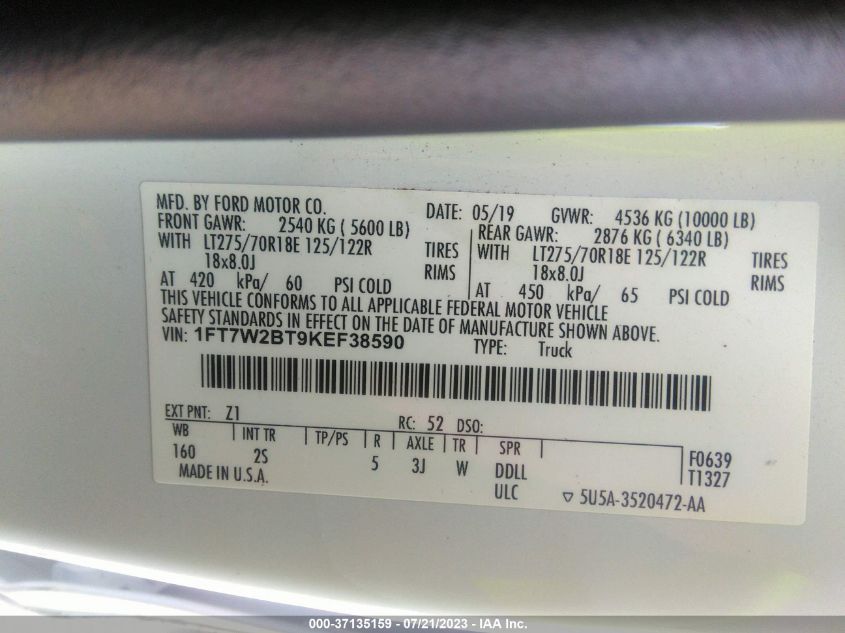 MFD. BY FORD MOTOR CO. DATE: 05/19 GVWR: 4536 KG (10000 LB)
FRONT GAWR: 2540 KG ( 5600 LB) REAR GAWR: 2876 KG ( 6340 LB)
WITH LT275/70R18E 125/122R TIRES WITH LT275/70R18E 125/122R TIRES
18x8.0J RIMS 18x8.0J RIMS
AT 420 kPa/ 60 PSI COLD AT 450 kPa/ 65 PSI COLD
THIS VEHICLE CONFORMS TO ALL APPLICABLE FEDERAL MOTOR VEHICLE
SAFETY STANDARDS IN EFFECT ON THE DATE OF MANUFACTURE SHOWN ABOVE.
VIN: 1FT7W2BT9KEF38590 TYPE: Truck
EXT PNT: Z1 RC: 52 DSO:
WB INT TR TP/PS R AXLE TR SPR F0639
160 2S 5 3J W DDLL T1327
MADE IN U.S.A. ULC ▽ 5U5A-3520472-AA
000-37135159 - 07/21/2023 - IAA Inc.